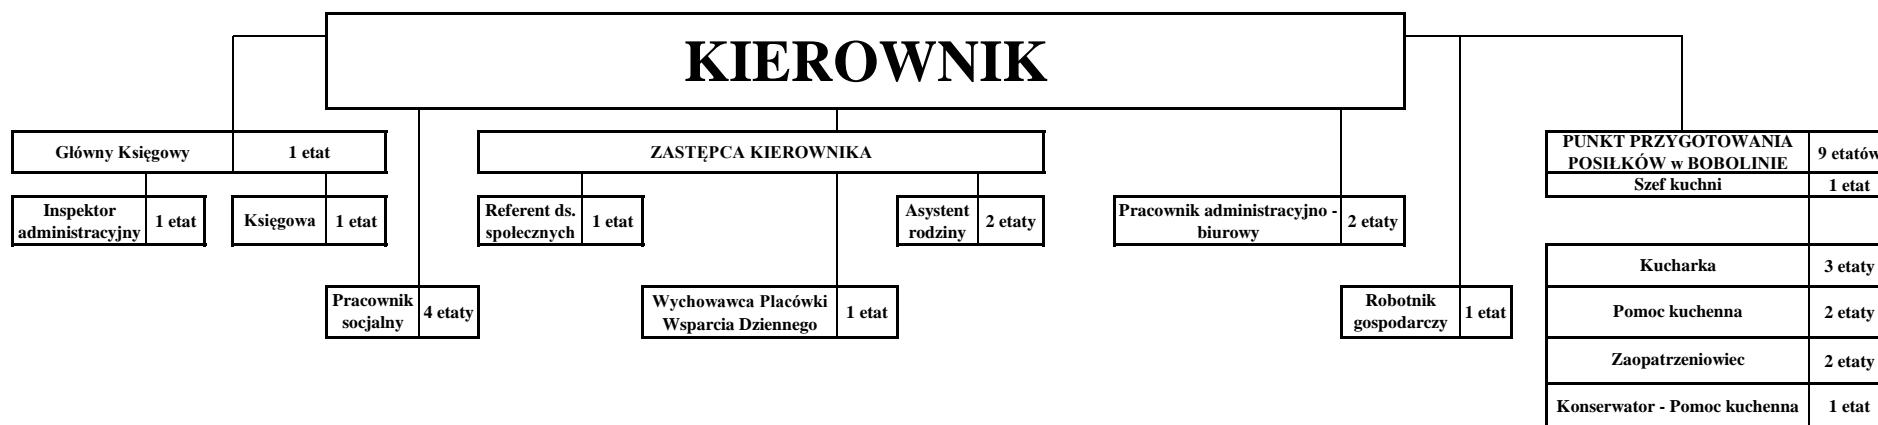 KIEROWNIK
Główny Księgowy 1 etat
ZASTĘPCA KIEROWNIKA
PUNKT PRZYGOTOWANIA
POSIŁKÓW w BOBOLINIE
9 etatów
Szef kuchni 1 etat
Inspektor
administracyjny
1 etat
Księgowa 1 etat
Referent ds.
społecznych
1 etat
Asystent
rodziny
2 etaty
Pracownik administracyjno -
biurowy
2 etaty
Kucharka 3 etaty
Pracownik
socjalny
4 etaty
Wychowawca Placówki
Wsparcia Dziennego
1 etat
Robotnik
gospodarczy
1 etat
Pomoc kuchenna 2 etaty
Zaopatrzeniowiec 2 etaty
Konserwator - Pomoc kuchenna 1 etat